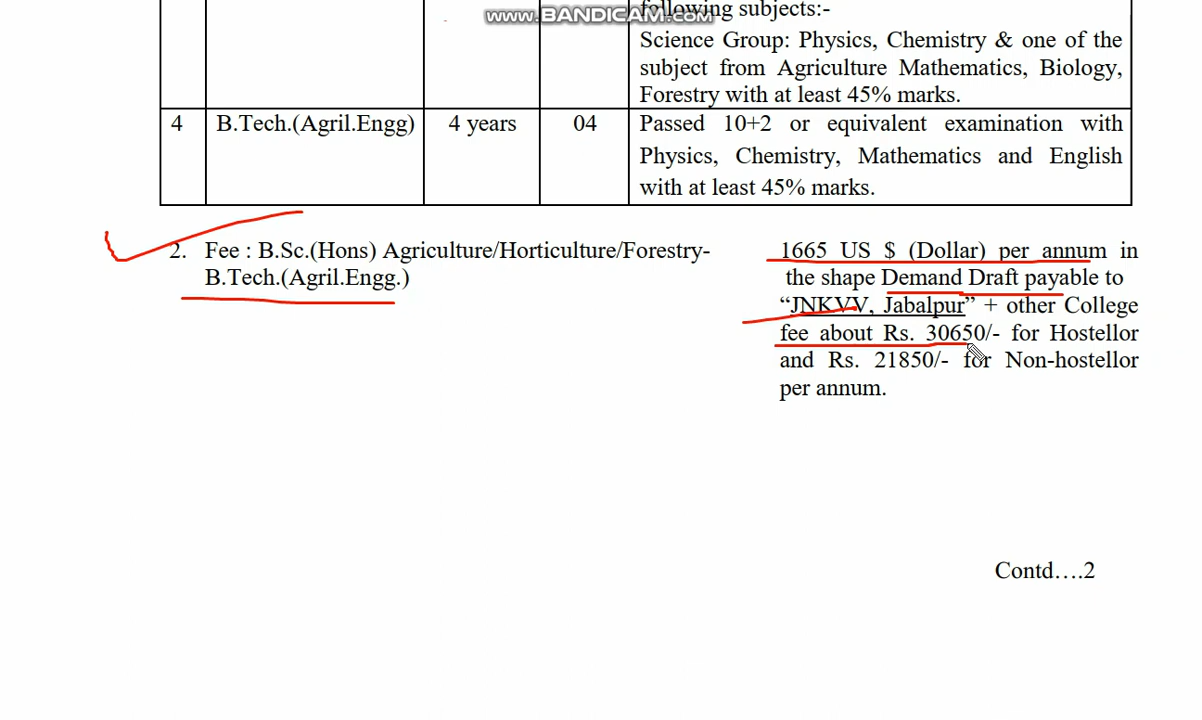 www.BANDICAM.COM
following subjects:-
Science Group: Physics, Chemistry & one of the
subject from Agriculture Mathematics, Biology,
Forestry with at least 45% marks.
4 B.Tech.(Agril.Engg) 4 years 04 Passed 10+2 or equivalent examination with
Physics, Chemistry, Mathematics and English
with at least 45% marks.
2. Fee : B.Sc.(Hons) Agriculture/Horticulture/Forestry-
B.Tech.(Agril.Engg.)
1665 US $ (Dollar) per annum in
the shape Demand Draft payable to
“JNKVV, Jabalpur” + other College
fee about Rs. 30650/- for Hostellor
and Rs. 21850/- for Non-hostellor
per annum.
Contd….2